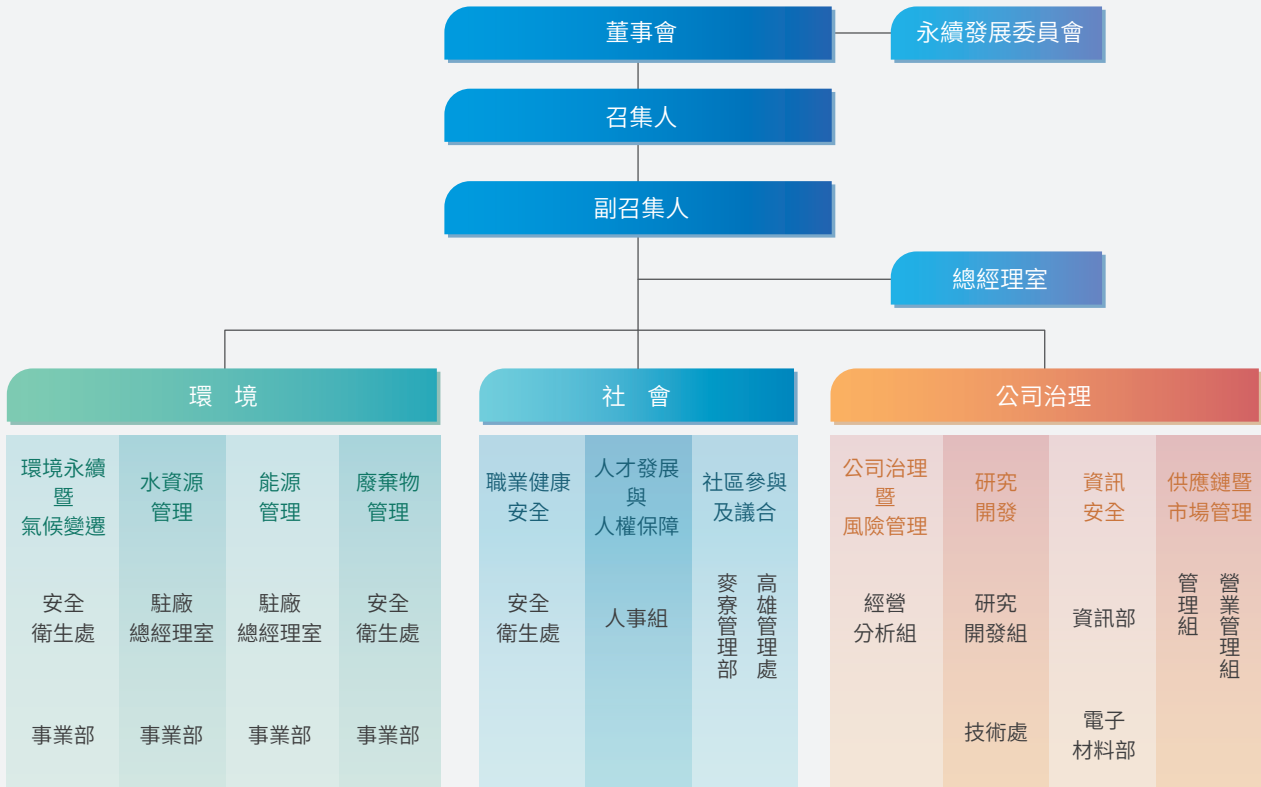 董事會
永續發展委員會
召集人
副召集人
總經理室
環 境
社 會
公司治理
環境永續
暨
氣候變遷
水資源
管理
能源
管理
廢棄物
管理
職業健康
安全
人才發展
與
人權保障
社區參與
及議合
公司治理
暨
風險管理
研究
開發
資訊
安全
供應鏈暨
市場管理
安全
衛生處
駐廠
總經理室
駐廠
總經理室
安全
衛生處
安全
衛生處
人事組
高雄管理處
麥寮管理部
經營
分析組
研究
開發組
資訊部
營業管理組
管理組
事業部
事業部
事業部
事業部
技術處
電子
材料部